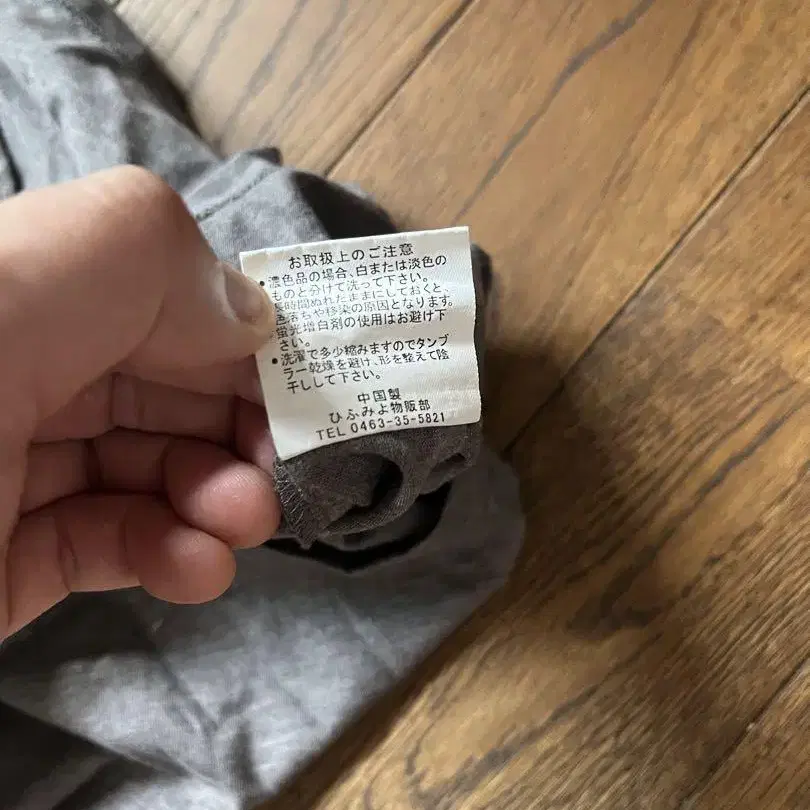 お取扱上のご注意
・濃色品の場合、白または淡色の
ものと分けて洗って下さい。
長時間ぬれたままにしておくと、
色落ちや移染の原因となります。
蛍光増白剤の使用はお避け下
さい。
・洗濯で多少縮みますのでタンブ
ラー乾燥を避け、形を整えて陰
干しして下さい。
中国製
ひふみよ物販部
TEL 0463-35-5821